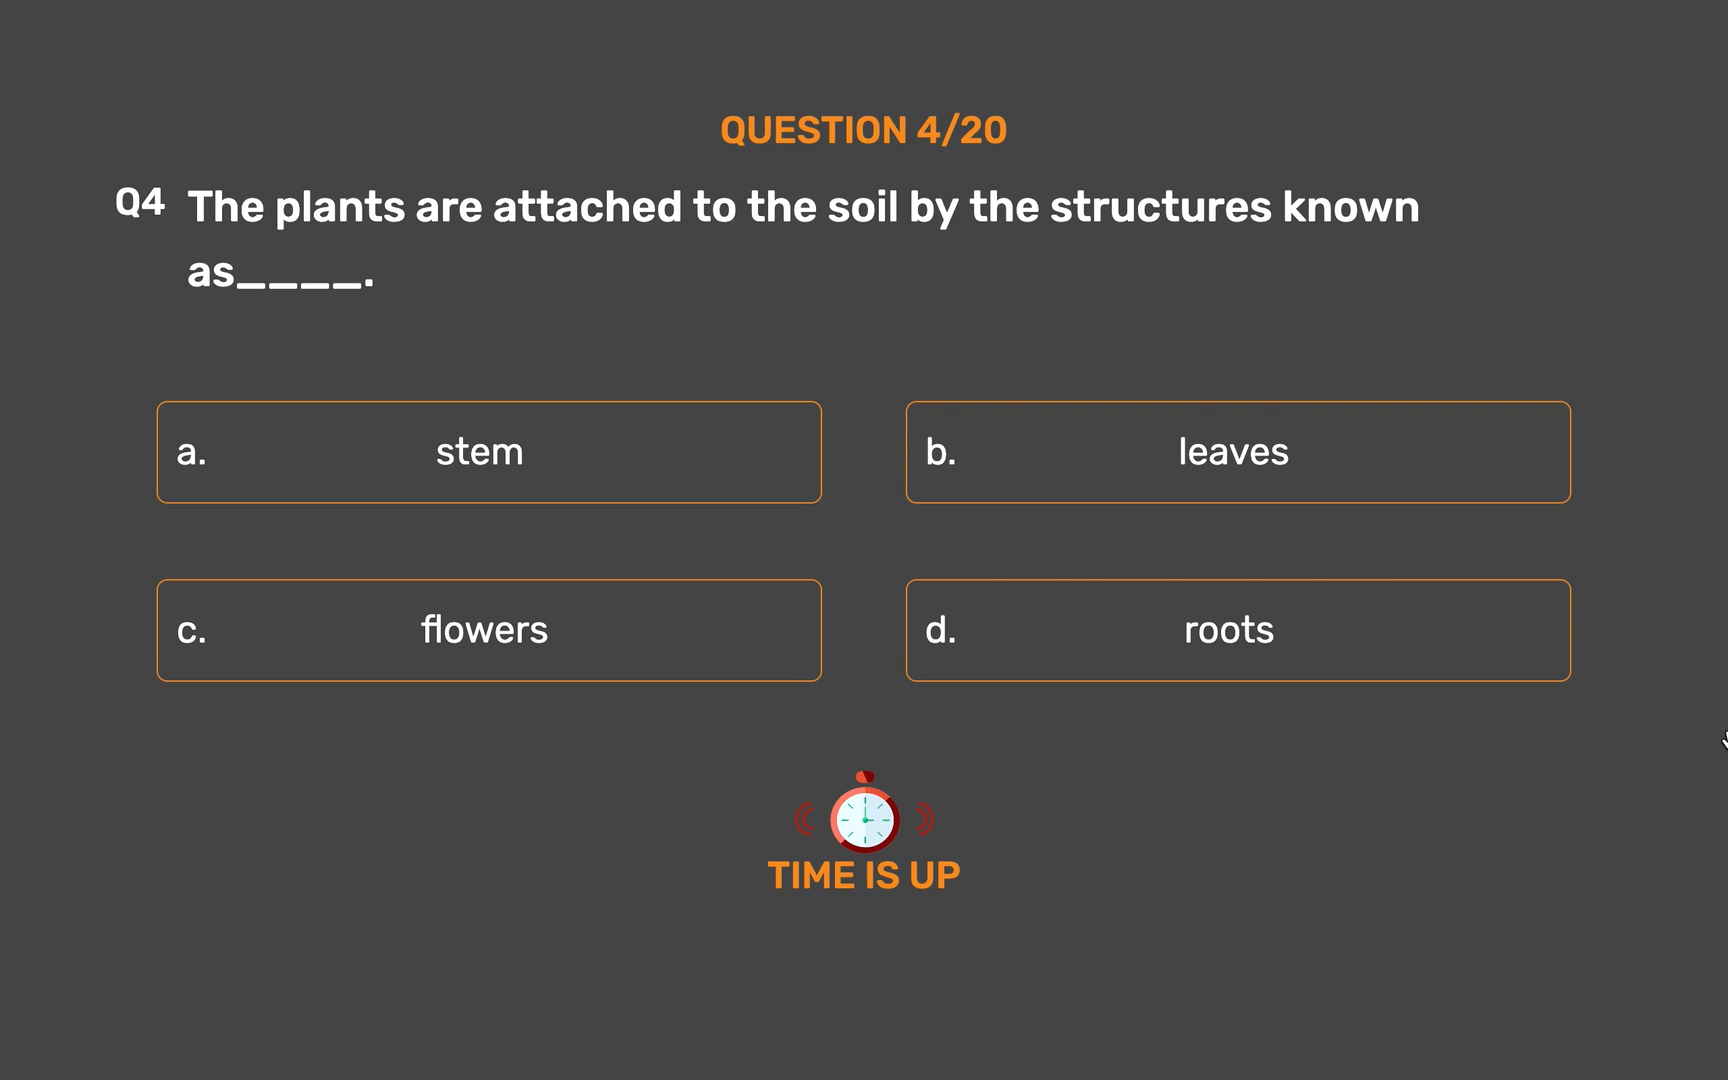 QUESTION 4/20
Q4 The plants are attached to the soil by the structures known
as____.
a. stem
b. leaves
c. flowers
d. roots
TIME IS UP